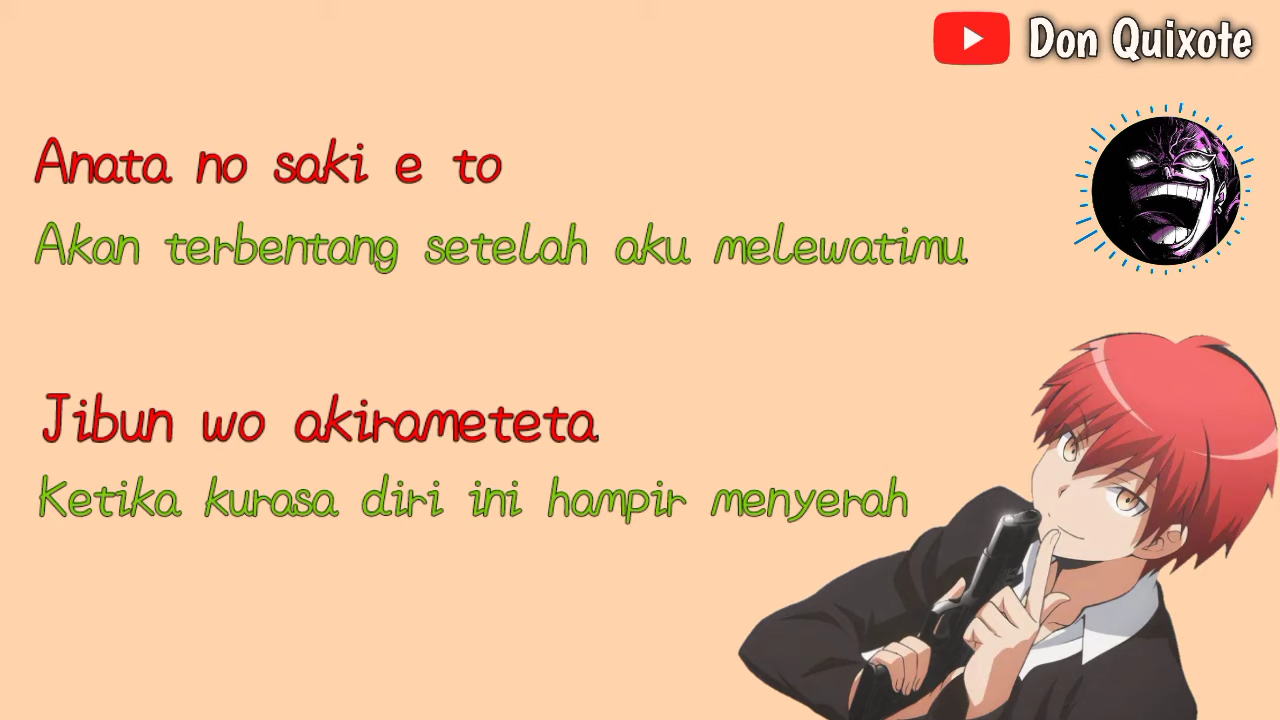 Don Quixote
Anata no saki e to
Akan terbentang setelah aku melewatimu
Jibun wo akirameteta
Ketika kurasa diri ini hampir menyerah